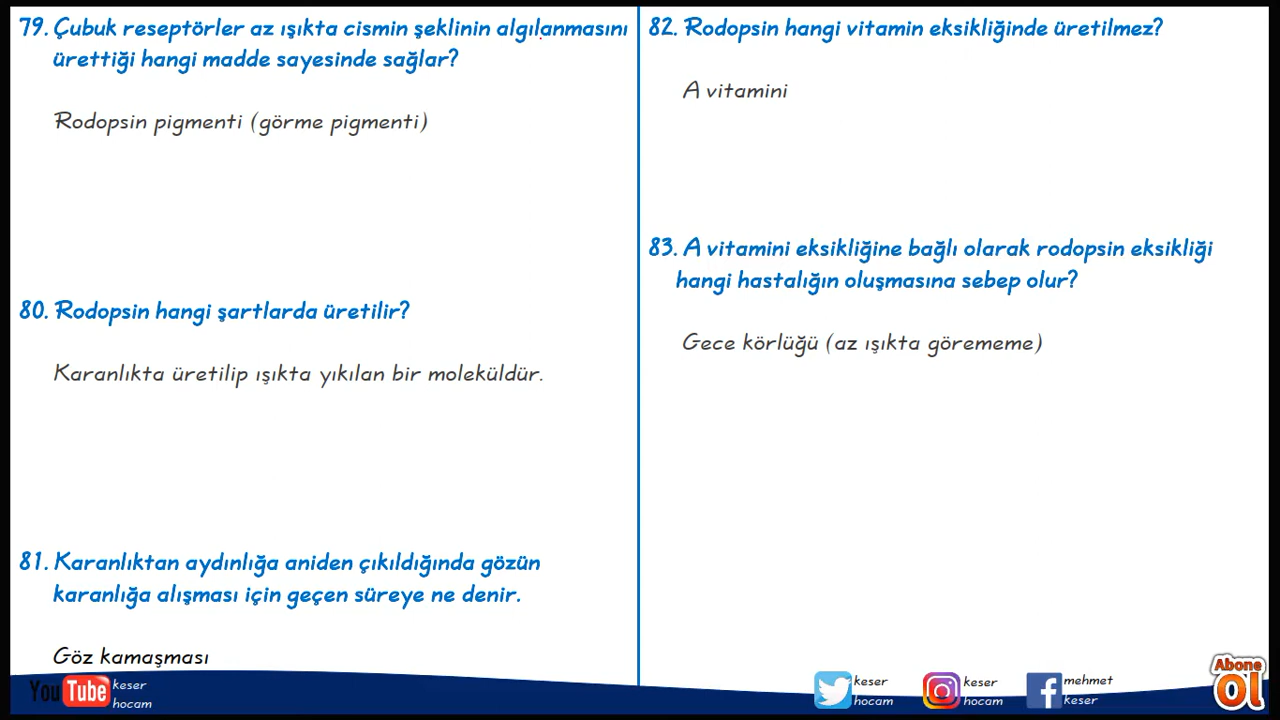 79. Çubuk reseptörler az ışıkta cismin şeklinin algılanmasını
ürettiği hangi madde sayesinde sağlar?
Rodopsin pigmenti (görme pigmenti)
80. Rodopsin hangi şartlarda üretilir?
Karanlıkta üretilip ışıkta yıkılan bir moleküldür.
81. Karanlıktan aydınlığa aniden çıkıldığında gözün
karanlığa alışması için geçen süreye ne denir.
Göz kamaşması
82. Rodopsin hangi vitamin eksikliğinde üretilmez?
A vitamini
83. A vitamini eksikliğine bağlı olarak rodopsin eksikliği
hangi hastalığın oluşmasına sebep olur?
Gece körlüğü (az ışıkta görememe)
YouTube
keser
hocam
keser
hocam
keser
hocam
mehmet
keser
Abone
OL